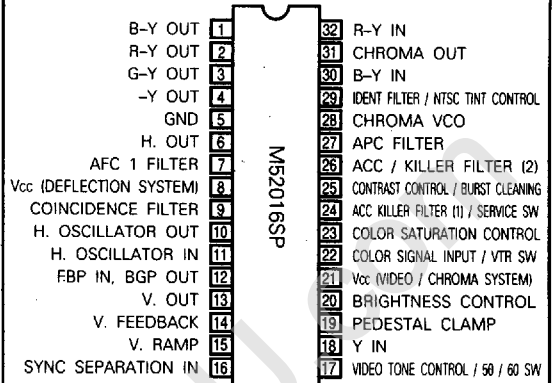 B-Y OUT 1
R-Y OUT 2
G-Y OUT 3
-Y OUT 4
GND 5
H. OUT 6
AFC 1 FILTER 7
Vcc (DEFLECTION SYSTEM) 8
COINCIDENCE FILTER 9
H. OSCILLATOR OUT 10
H. OSCILLATOR IN 11
F.BP IN, BGP OUT 12
V. OUT 13
V. FEEDBACK 14
V. RAMP 15
SYNC SEPARATION IN 16
M52016SP
32 R-Y IN
31 CHROMA OUT
30 B-Y IN
29 IDENT FILTER / NTSC TINT CONTROL
28 CHROMA VCO
27 APC FILTER
26 ACC / KILLER FILTER (2)
25 CONTRAST CONTROL / BURST CLEANING
24 ACC KILLER FILTER (1) / SERVICE SW
23 COLOR SATURATION CONTROL
22 COLOR SIGNAL INPUT / VTR SW
21 Vcc (VIDEO / CHROMA SYSTEM)
20 BRIGHTNESS CONTROL
19 PEDESTAL CLAMP
18 Y IN
17 VIDEO TONE CONTROL / 50 / 60 SW